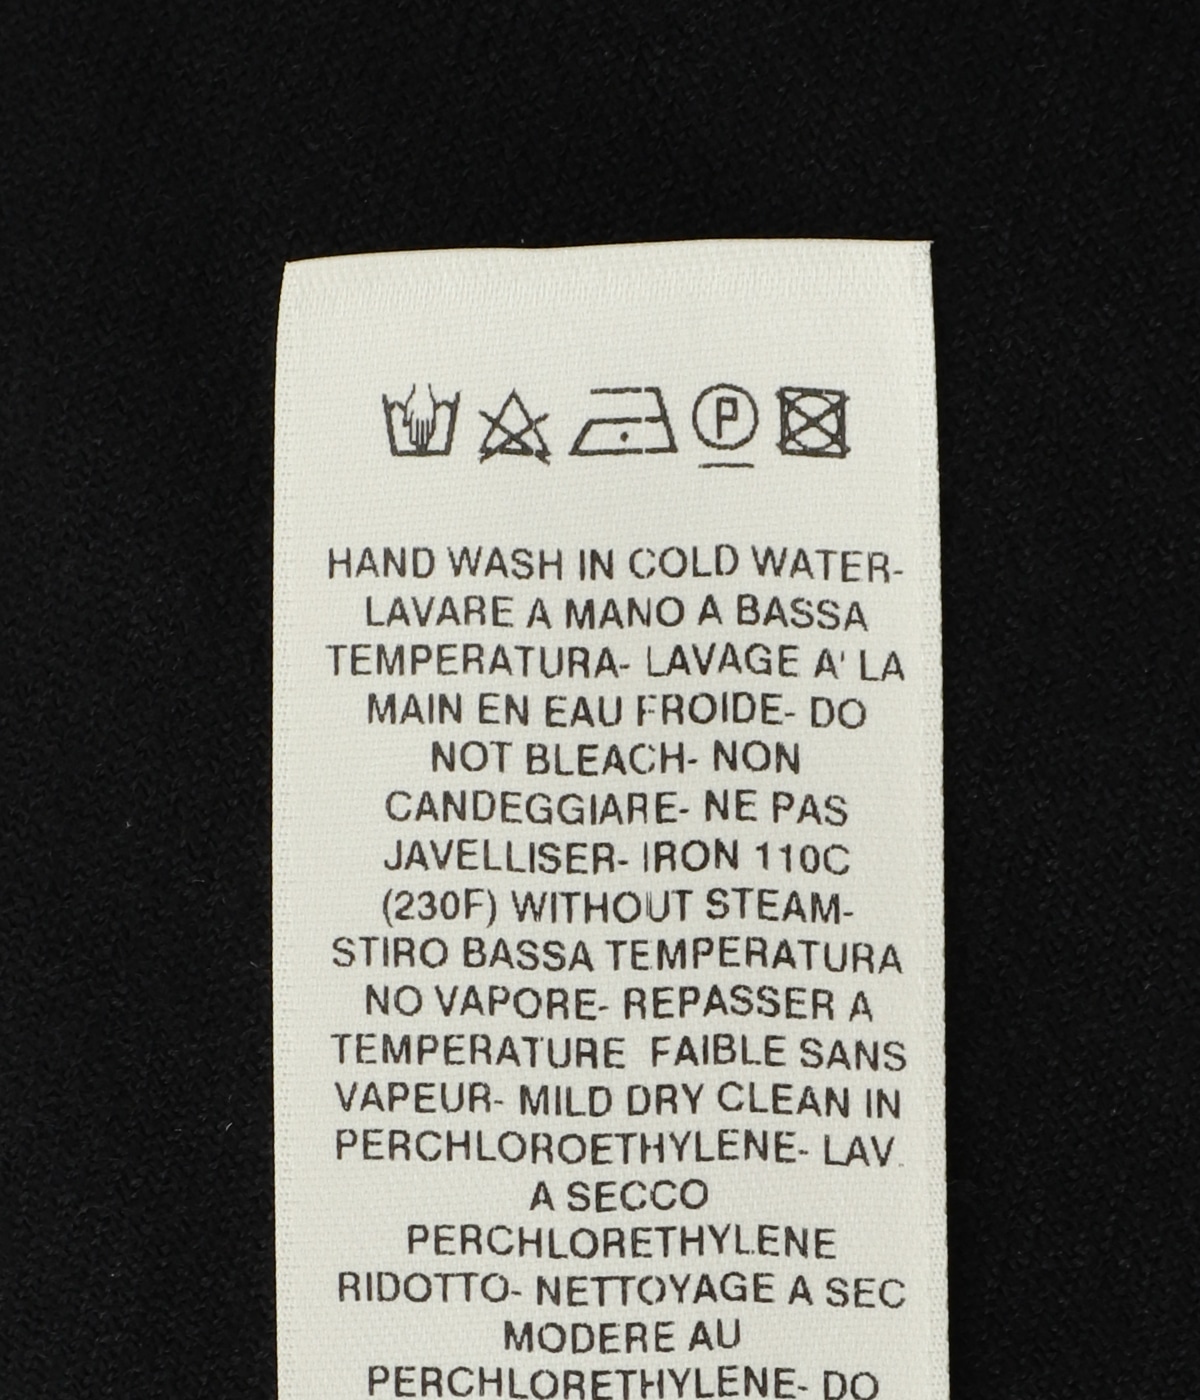 P
HAND WASH IN COLD WATER-
LAVARE A MANO A BASSA
TEMPERATURA- LAVAGE A' LA
MAIN EN EAU FROIDE- DO
NOT BLEACH- NON
CANDEGGIARE- NE PAS
JAVELLISER- IRON 110C
(230F) WITHOUT STEAM-
STIRO BASSA TEMPERATURA
NO VAPORE- REPASSER A
TEMPERATURE FAIBLE SANS
VAPEUR- MILD DRY CLEAN IN
PERCHLOROETHYLENE- LAV.
A SECCO
PERCHLORETHYLENE
RIDOTTO- NETTOYAGE A SEC
MODERE AU
PERCHLORETHYLENE- DO